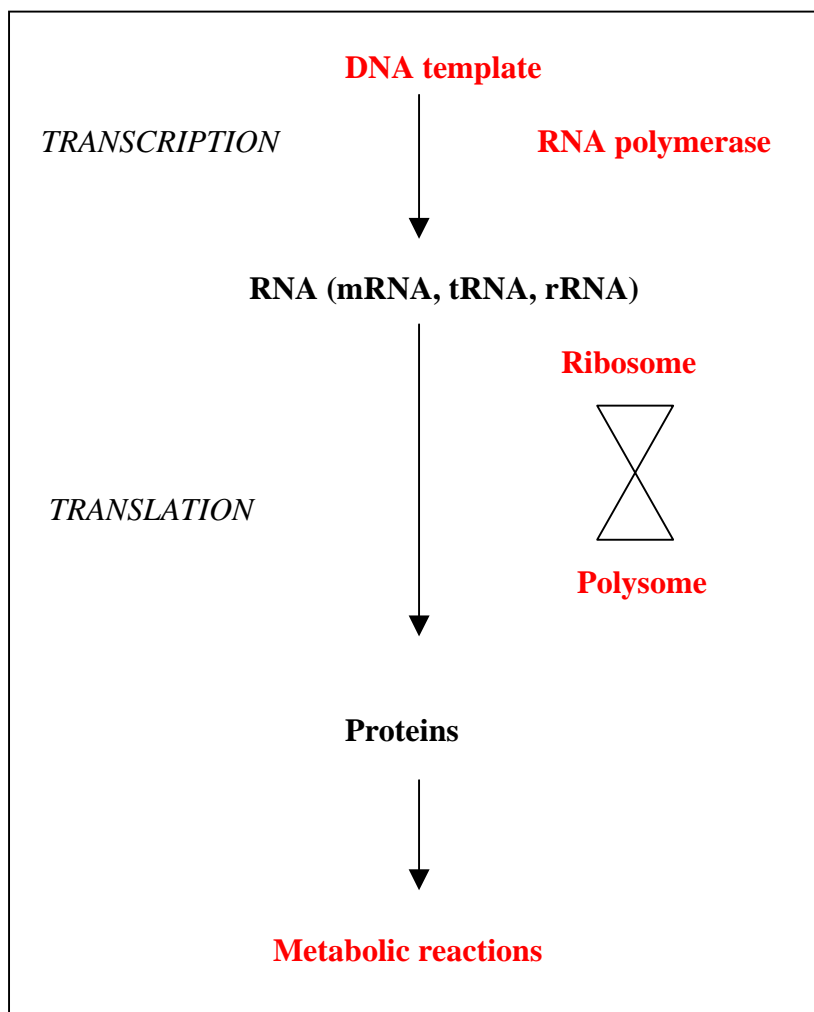 DNA template
TRANSCRIPTION
RNA polymerase
RNA (mRNA, tRNA, rRNA)
Ribosome
TRANSLATION
Polysome
Proteins
Metabolic reactions